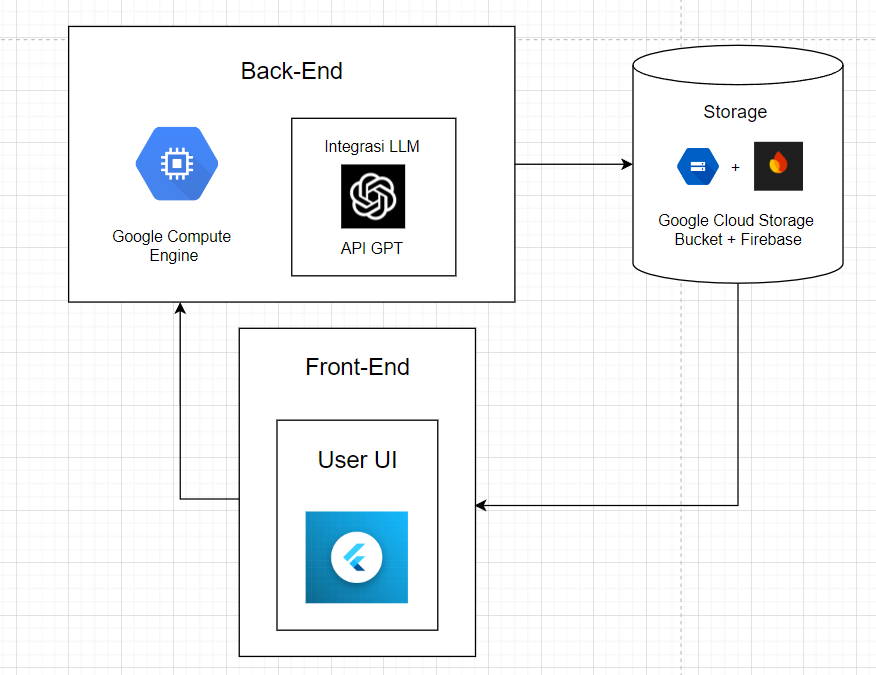 Back-End
Google Compute
Engine
Integrasi LLM
API GPT
Storage
+
Google Cloud Storage
Bucket + Firebase
Front-End
User UI